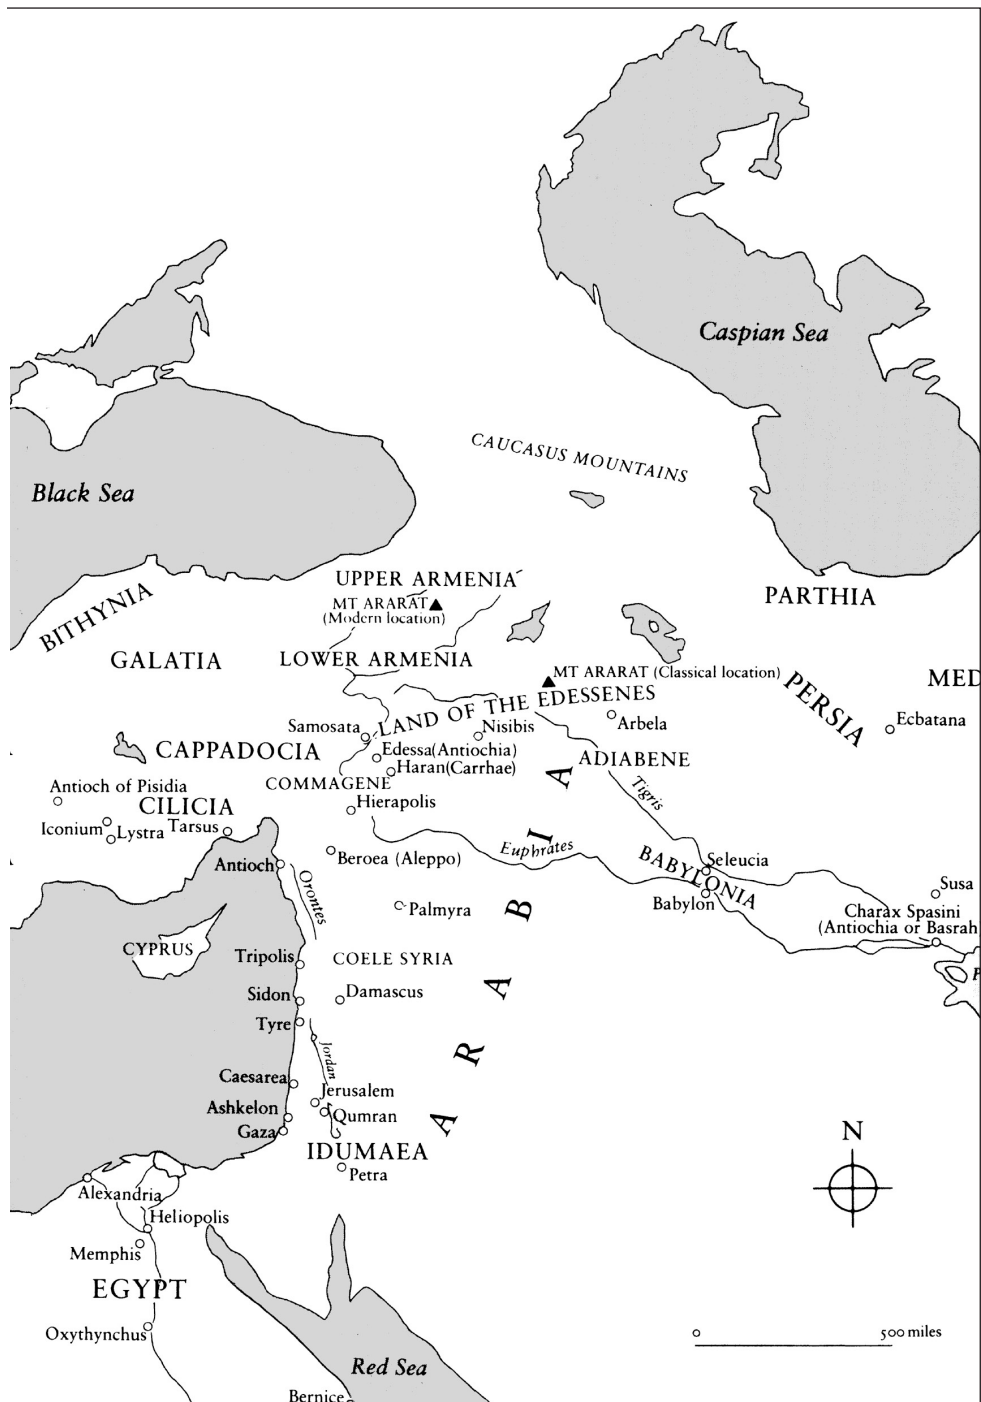 Caspian Sea
CAUCASUS MOUNTAINS
Black Sea
UPPER ARMENIA
MT ARARAT
(Modern location)
PARTHIA
BITHYNIA
GALATIA
LOWER ARMENIA
MT ARARAT (Classical location)
PERSIA
MED
LAND OF THE EDESSENES
Samosata
Nisibis
Arbela
Ecbatana
CAPPADOCIA
Edessa(Antiochia)
ADIABENE
Haran(Carrhae)
COMMAGENE
Antioch of Pisidia
CILICIA
Hierapolis
Tigris
Iconium
Lystra
Tarsus
Euphrates
Antioch
Beroea (Aleppo)
BABYLONIA
Seleucia
Orontes
Susa
Babylon
Palmyra
Charax Spasini
(Antiochia or Basrah
CYPRUS
Tripolis
COELE SYRIA
P
Sidon
Damascus
Tyre
Jordan
Caesarea
Jerusalem
Ashkelon
Qumran
Gaza
ARABIA
IDUMAEA
Petra
N
Alexandria
Heliopolis
Memphis
EGYPT
Oxythynchus
0 500 miles
Red Sea
Bernice